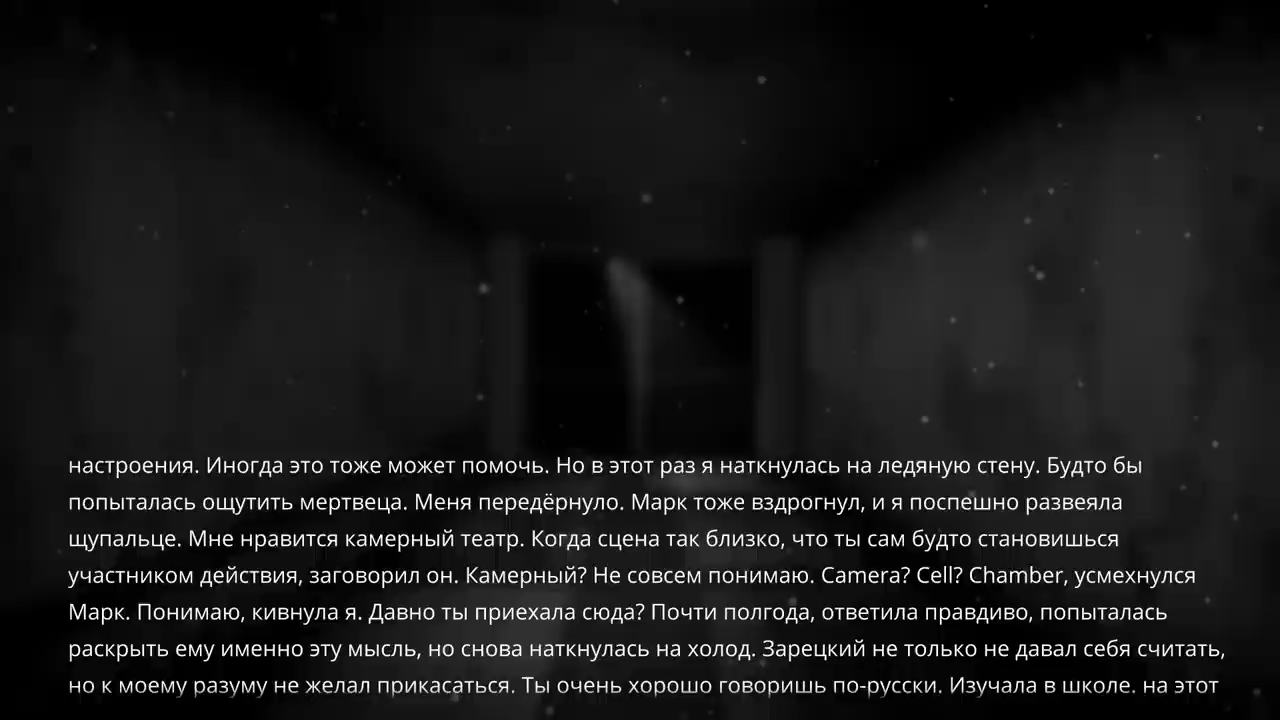 настроения. Иногда это тоже может помочь. Но в этот раз я наткнулась на ледяную стену. Будто бы
попыталась ощутить мертвеца. Меня передёрнуло. Марк тоже вздрогнул, и я поспешно развеяла
щупальце. Мне нравится камерный театр. Когда сцена так близко, что ты сам будто становишься
участником действия, заговорил он. Камерный? Не совсем понимаю. Camera? Cell? Chamber, усмехнулся
Марк. Понимаю, кивнула я. Давно ты приехала сюда? Почти полгода, ответила правдиво, попыталась
раскрыть ему именно эту мысль, но снова наткнулась на холод. Зарецкий не только не давал себя считать,
но к моему разуму не желал прикасаться. Ты очень хорошо говоришь по-русски. Изучала в школе. на этот